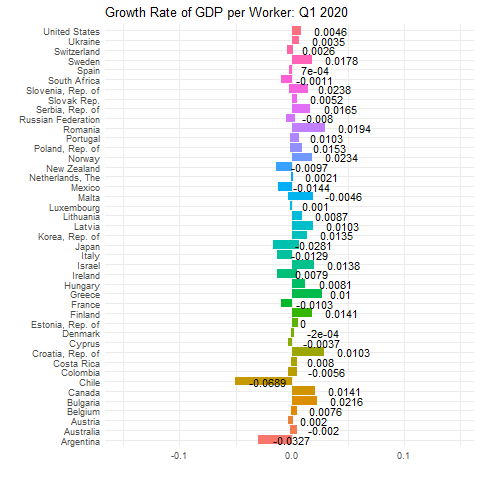 Growth Rate of GDP per Worker: Q1 2020
United States 0.0046
Ukraine 0.0035
Switzerland 0.0026
Sweden 0.0178
Spain 7e-04
South Africa -0.0011
Slovenia, Rep. of 0.0238
Slovak Rep. 0.0052
Serbia, Rep. of 0.0165
Russian Federation -0.008
Romania 0.0194
Portugal 0.0103
Poland, Rep. of 0.0153
Norway 0.0234
New Zealand -0.0097
Netherlands, The 0.0021
Mexico -0.0144
Malta -0.0046
Luxembourg 0.001
Lithuania 0.0087
Latvia 0.0103
Korea, Rep. of 0.0135
Japan -0.0281
Italy -0.0129
Israel 0.0138
Ireland 0.0079
Hungary 0.0081
Greece 0.01
France -0.0103
Finland 0.0141
Estonia, Rep. of 0
Denmark -2e-04
Cyprus -0.0037
Croatia, Rep. of 0.0103
Costa Rica 0.008
Colombia -0.0056
Chile -0.0689
Canada 0.0141
Bulgaria 0.0216
Belgium 0.0076
Austria 0.002
Australia -0.002
Argentina -0.0327
-0.1 0.0 0.1